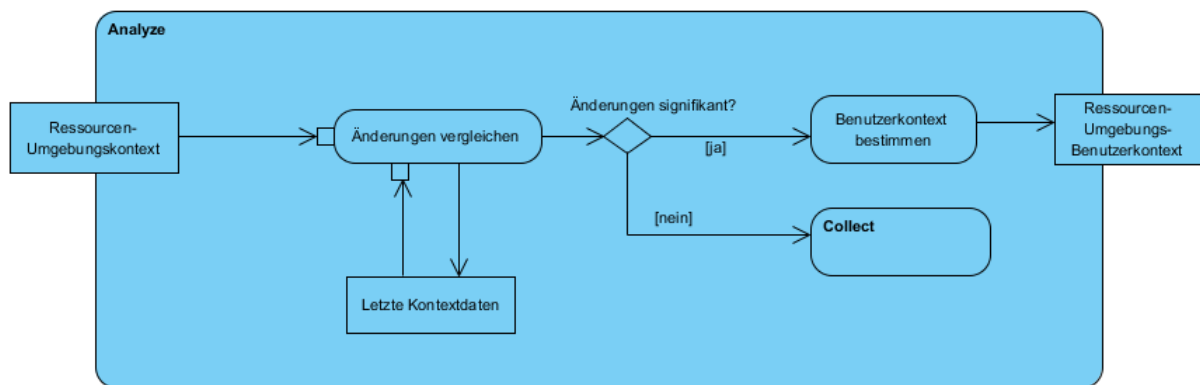 Analyze
Ressourcen-
Umgebungskontext
Änderungen vergleichen
Änderungen signifikant?
[ja]
Benutzerkontext
bestimmen
Ressourcen-
Umgebungs-
Benutzerkontext
[nein]
Collect
Letzte Kontextdaten